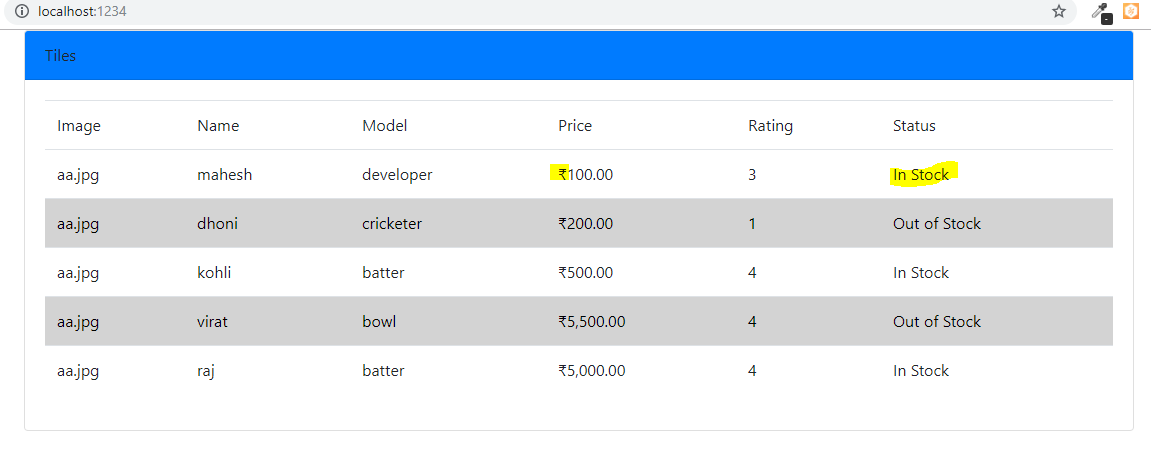 localhost:1234
Tiles
Image Name Model Price Rating Status
aa.jpg mahesh developer ₹100.00 3 In Stock
aa.jpg dhoni cricketer ₹200.00 1 Out of Stock
aa.jpg kohli batter ₹500.00 4 In Stock
aa.jpg virat bowl ₹5,500.00 4 Out of Stock
aa.jpg raj batter ₹5,000.00 4 In Stock